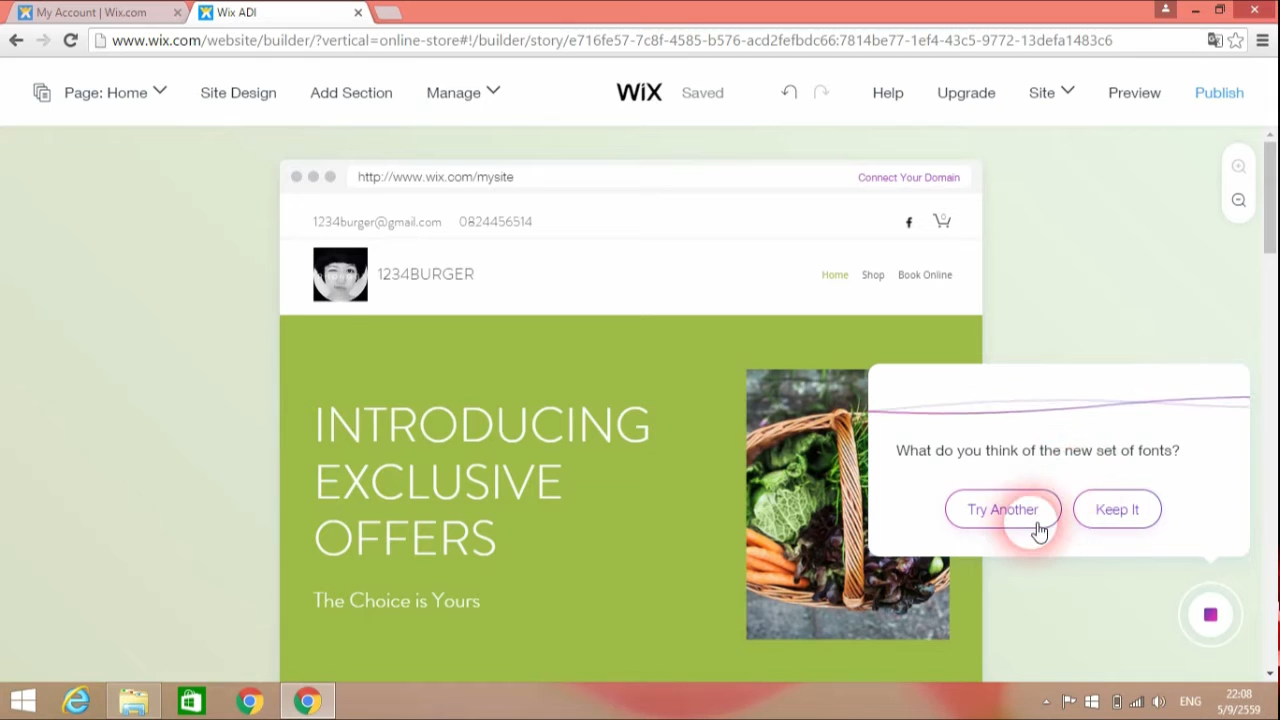 My Account | Wix.com
Wix ADI
www.wix.com/website/builder/?vertical=online-store#!/builder/story/e716fe57-7c8f-4585-b576-acd2fefbdc66:7814be77-1ef4-43c5-9772-13defa1483c6
Page: Home
Site Design
Add Section
Manage
WiX
Saved
Help
Upgrade
Site
Preview
Publish
http://www.wix.com/mysite
Connect Your Domain
1234burger@gmail.com
0824456514
0
1234BURGER
Home
Shop
Book Online
INTRODUCING
EXCLUSIVE
OFFERS
The Choice is Yours
What do you think of the new set of fonts?
Try Another
Keep It
ENG
22:08
5/9/2559